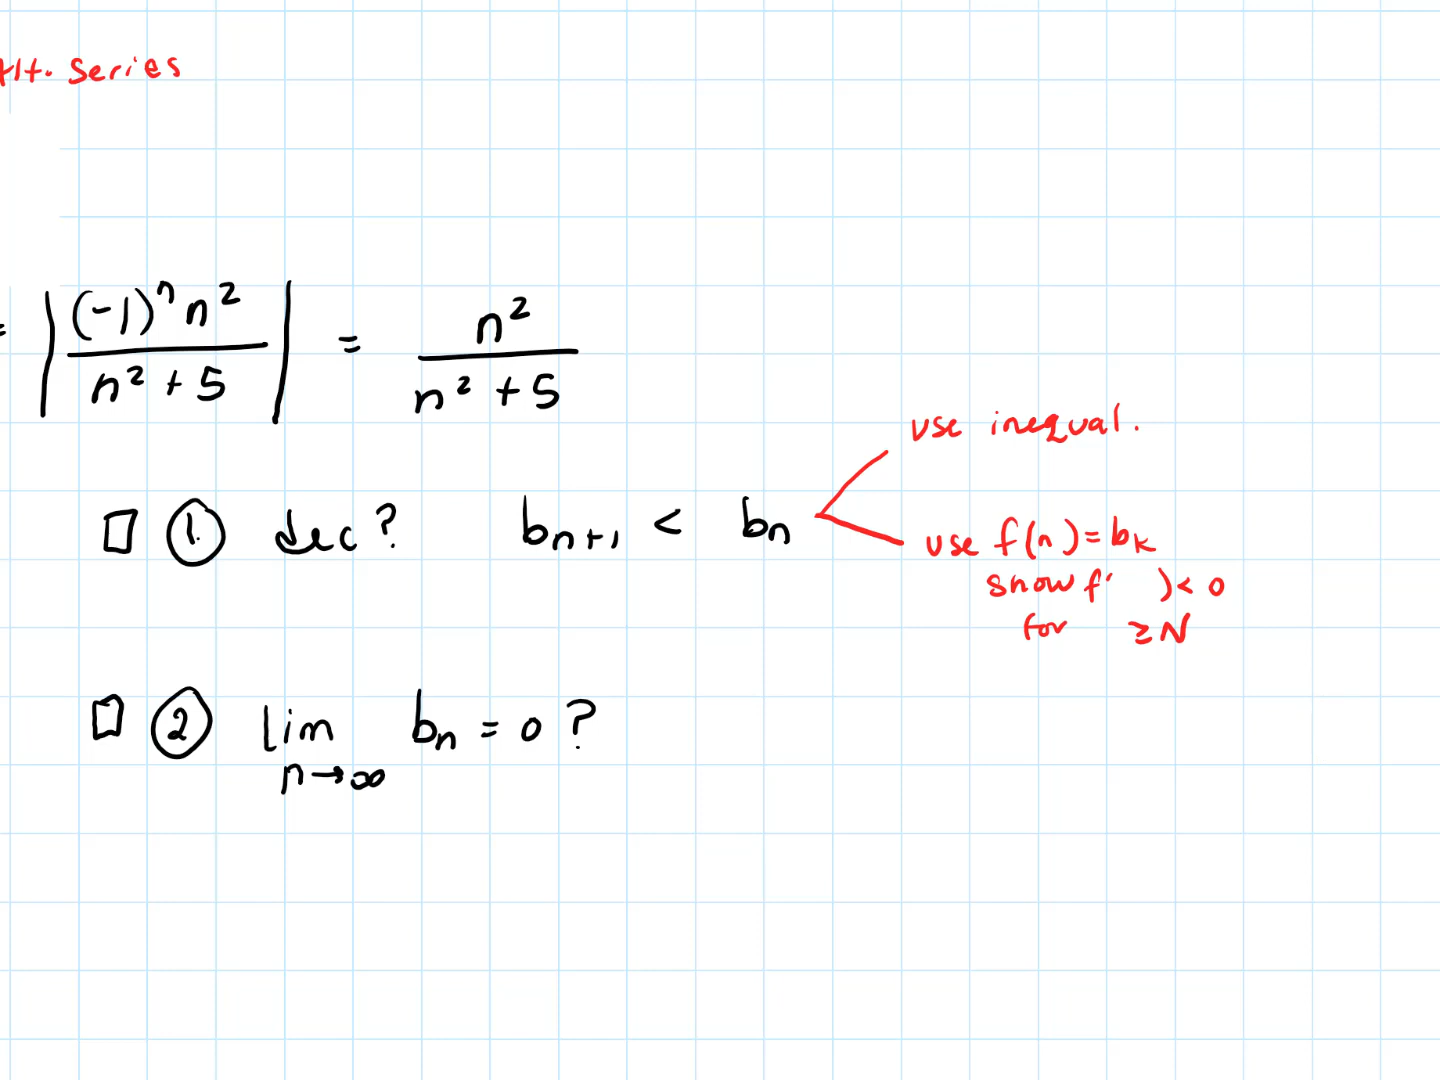 Alt. Series
= | (-1)^n n^2 / n^2 + 5 | = n^2 / n^2 + 5
use inequal.
① dec? b_{n+1} < b_n
use f(n) = b_k
show f' ) < 0
for ≥ N
② lim_{n→∞} b_n = 0 ?